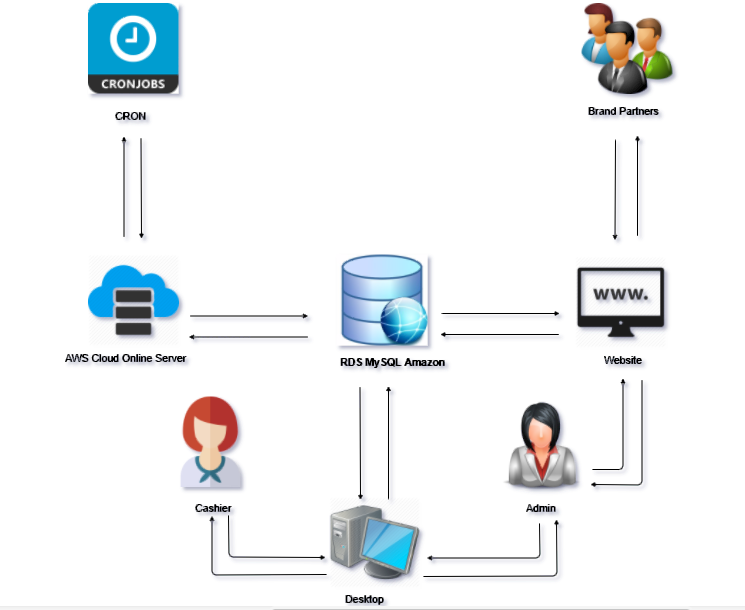 CRONJOBS
CRON
Brand Partners
www.
AWS Cloud Online Server
RDS MySQL Amazon
Website
Cashier
Admin
Desktop